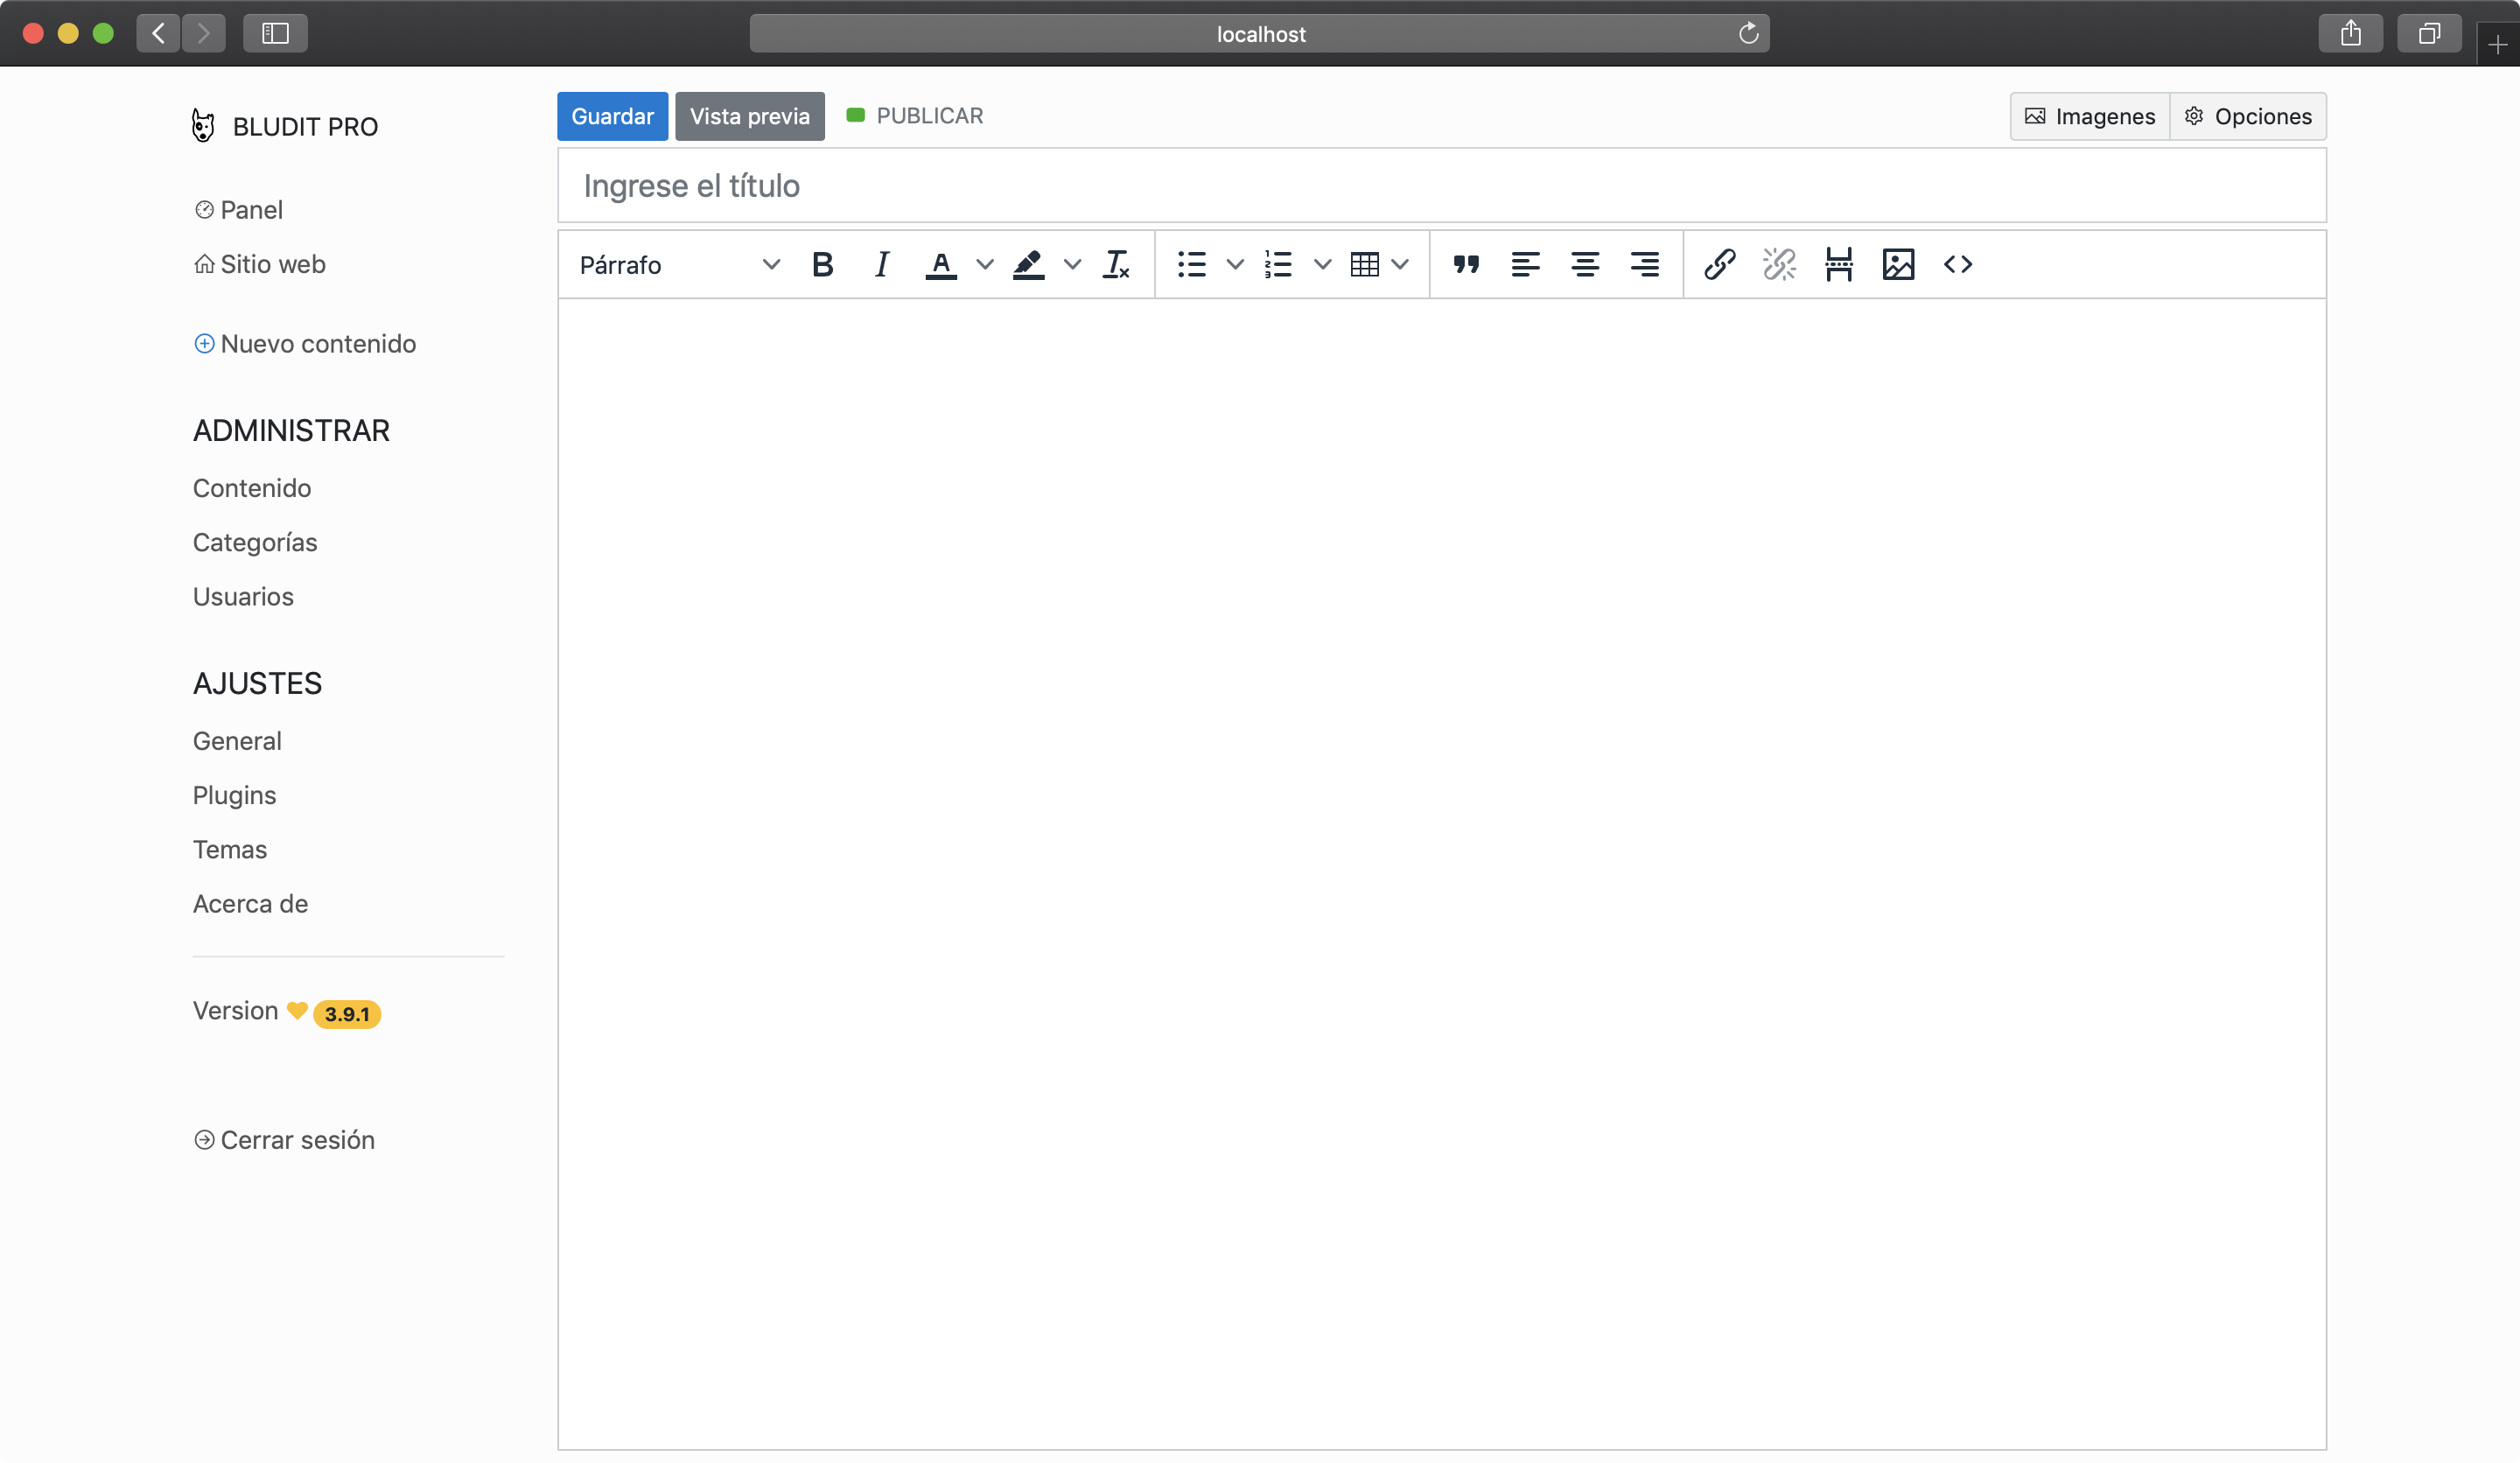 localhost
BLUDIT PRO
Panel
Sitio web
Nuevo contenido
ADMINISTRAR
Contenido
Categorías
Usuarios
AJUSTES
General
Plugins
Temas
Acerca de
Version 3.9.1
Cerrar sesión
Guardar Vista previa PUBLICAR Imagenes Opciones
Ingrese el título
Párrafo